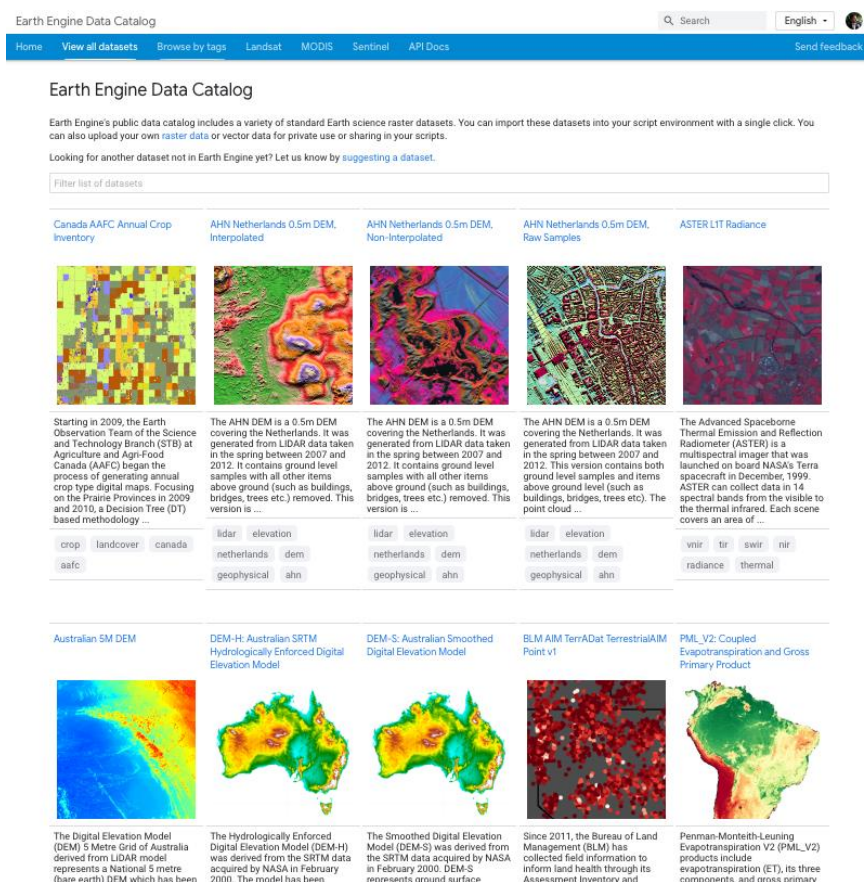 Earth Engine Data Catalog
Search
English
Home View all datasets Browse by tags Landsat MODIS Sentinel API Docs Send feedback
Earth Engine Data Catalog
Earth Engine's public data catalog includes a variety of standard Earth science raster datasets. You can import these datasets into your script environment with a single click. You
can also upload your own raster data or vector data for private use or sharing in your scripts.
Looking for another dataset not in Earth Engine yet? Let us know by suggesting a dataset.
Filter list of datasets
Canada AAFC Annual Crop
Inventory
Starting in 2009, the Earth
Observation Team of the Science
and Technology Branch (STB) at
Agriculture and Agri-Food
Canada (AAFC) began the
process of generating annual
crop type digital maps. Focusing
on the Prairie Provinces in 2009
and 2010, a Decision Tree (DT)
based methodology ...
crop landcover canada
aafc
AHN Netherlands 0.5m DEM,
Interpolated
The AHN DEM is a 0.5m DEM
covering the Netherlands. It was
generated from LIDAR data taken
in the spring between 2007 and
2012. It contains ground level
samples with all other items
above ground (such as buildings,
bridges, trees etc.) removed. This
version is ...
lidar elevation
netherlands dem
geophysical ahn
AHN Netherlands 0.5m DEM,
Non-Interpolated
The AHN DEM is a 0.5m DEM
covering the Netherlands. It was
generated from LIDAR data taken
in the spring between 2007 and
2012. It contains ground level
samples with all other items
above ground (such as buildings,
bridges, trees etc.) removed. This
version is ...
lidar elevation
netherlands dem
geophysical ahn
AHN Netherlands 0.5m DEM,
Raw Samples
The AHN DEM is a 0.5m DEM
covering the Netherlands. It was
generated from LIDAR data taken
in the spring between 2007 and
2012. This version contains both
ground level samples and items
above ground level (such as
buildings, bridges, trees etc). The
point cloud ...
lidar elevation
netherlands dem
geophysical ahn
ASTER L1T Radiance
The Advanced Spaceborne
Thermal Emission and Reflection
Radiometer (ASTER) is a
multispectral imager that was
launched on board NASA's Terra
spacecraft in December, 1999.
ASTER can collect data in 14
spectral bands from the visible to
the thermal infrared. Each scene
covers an area of ...
vnir tir swir nir
radiance thermal
Australian 5M DEM
The Digital Elevation Model
(DEM) 5 Metre Grid of Australia
derived from LiDAR model
represents a National 5 metre
(bare earth) DEM which has been
DEM-H: Australian SRTM
Hydrologically Enforced Digital
Elevation Model
The Hydrologically Enforced
Digital Elevation Model (DEM-H)
was derived from the SRTM data
acquired by NASA in February
2000. The model has been
DEM-S: Australian Smoothed
Digital Elevation Model
The Smoothed Digital Elevation
Model (DEM-S) was derived from
the SRTM data acquired by NASA
in February 2000. DEM-S
represents ground surface
BLM AIM TerrADat TerrestrialAIM
Point v1
Since 2011, the Bureau of Land
Management (BLM) has
collected field information to
inform land health through its
Assessment Inventory and
PML_V2: Coupled
Evapotranspiration and Gross
Primary Product
Penman-Monteith-Leuning
Evapotranspiration V2 (PML_V2)
products include
evapotranspiration (ET), its three
components, and gross primary